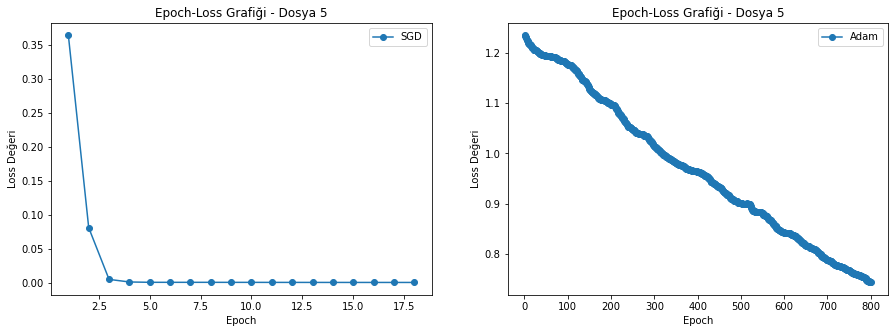 Epoch-Loss Grafiği - Dosya 5
SGD
0.35
0.30
0.25
0.20
0.15
0.10
0.05
0.00
Loss Değeri
2.5 5.0 7.5 10.0 12.5 15.0 17.5
Epoch
Epoch-Loss Grafiği - Dosya 5
Adam
1.2
1.1
1.0
0.9
0.8
Loss Değeri
0 100 200 300 400 500 600 700 800
Epoch